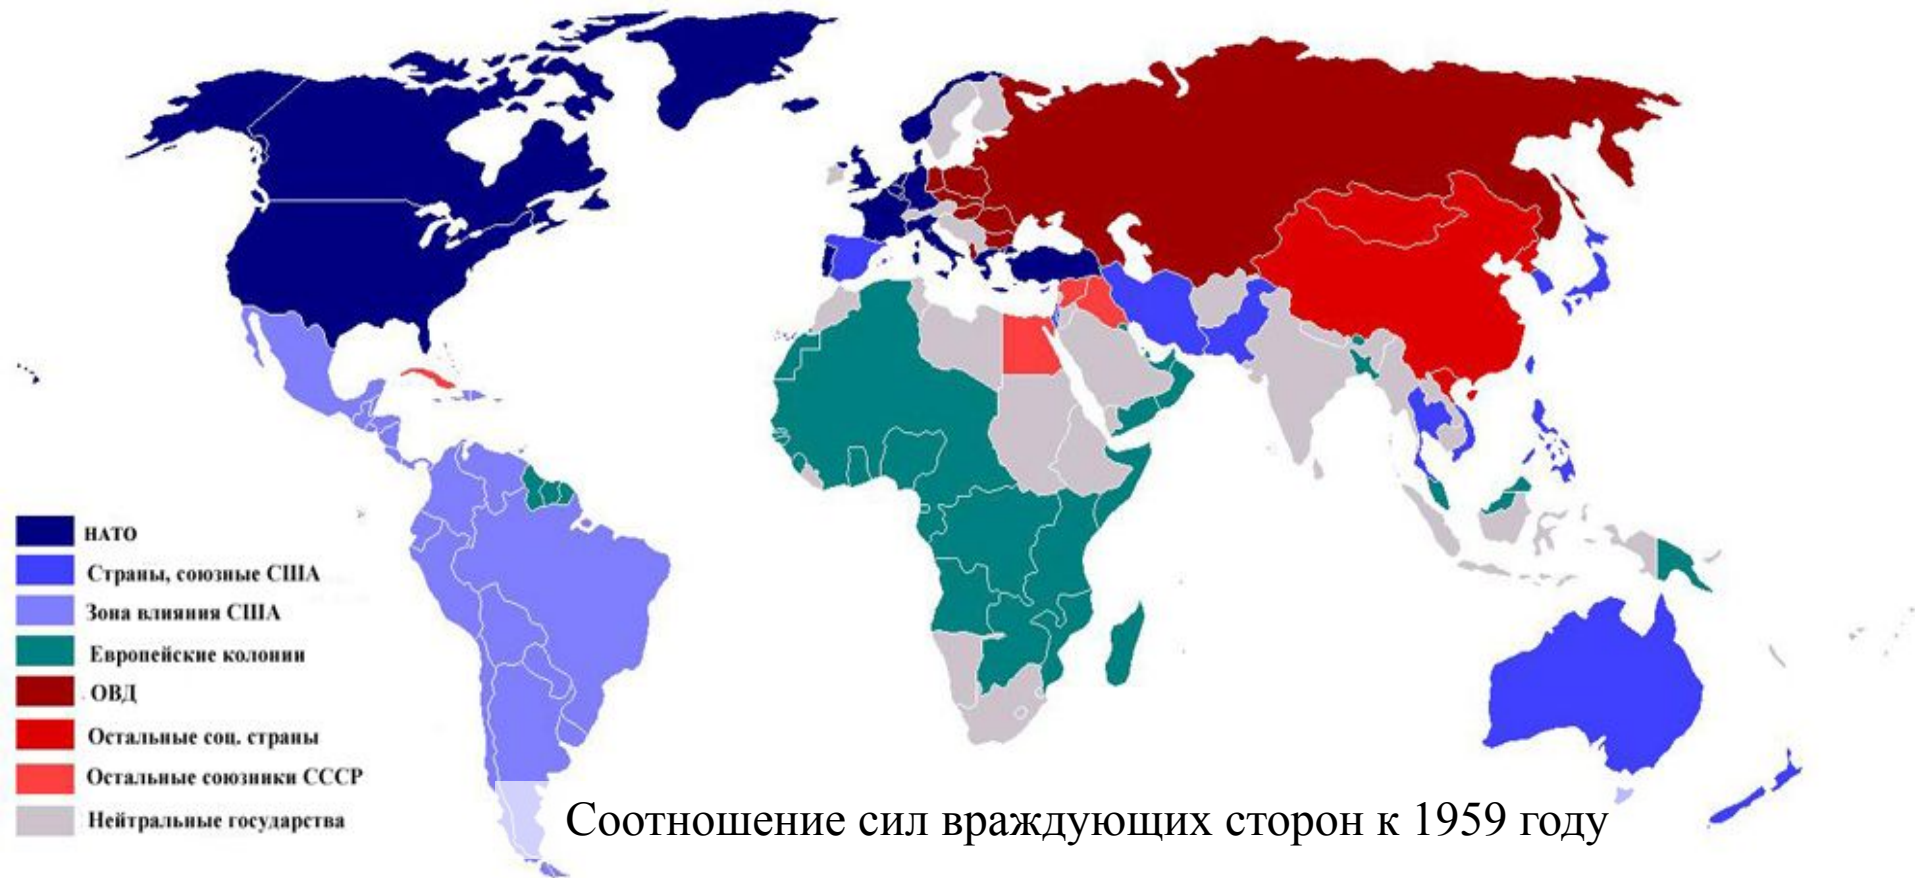 НАТО
Страны, союзные США
Зона влияния США
Европейские колонии
ОВД
Остальные соц. страны
Остальные союзники СССР
Нейтральные государства
Соотношение сил враждующих сторон к 1959 году